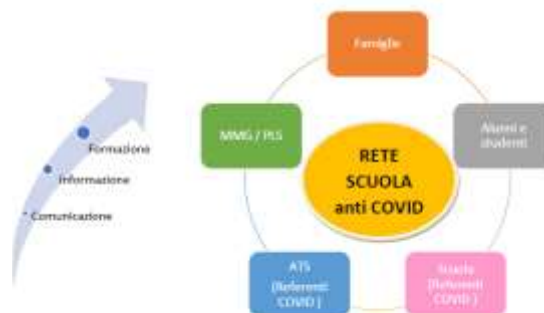 Formazione
Informazione
Comunicazione
Famiglie
MMG / PLS
Alunni e
studenti
RETE
SCUOLA
anti COVID
ATS
(Referenti
COVID )
Scuola
(Referenti
COVID )